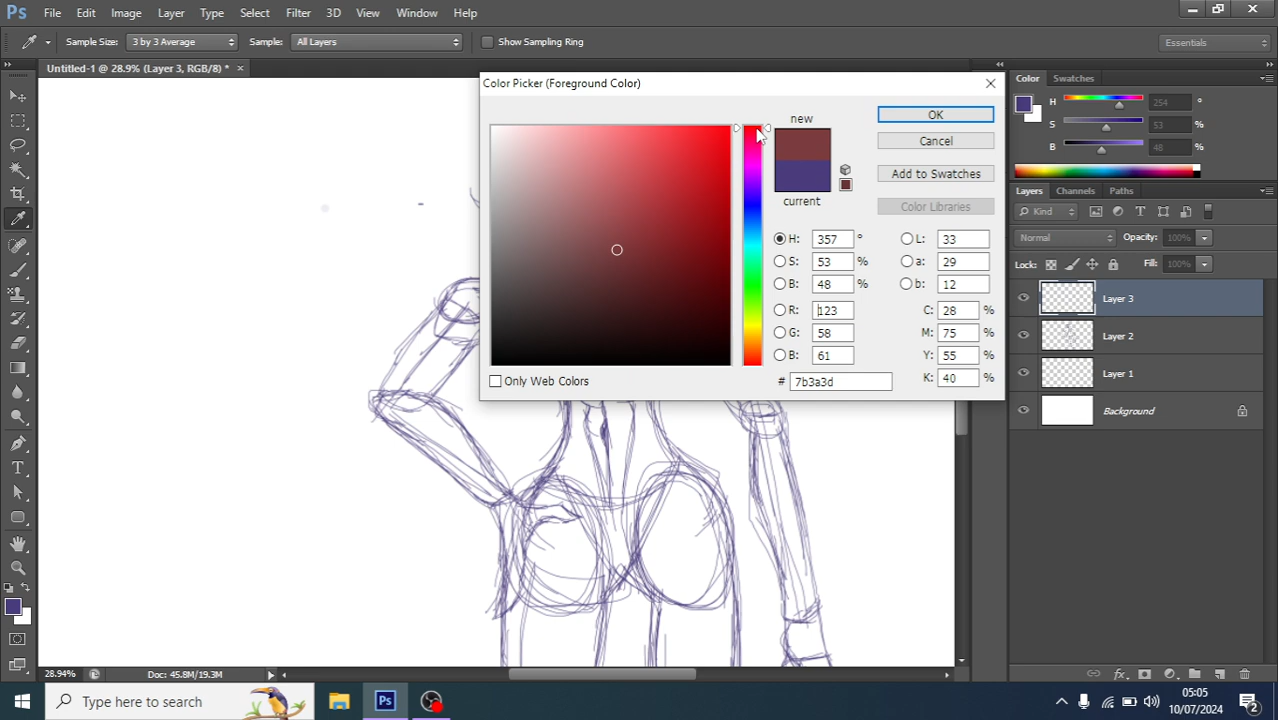 Ps File Edit Image Layer Type Select Filter 3D View Window Help
Sample Size: 3 by 3 Average Sample: All Layers Show Sampling Ring Essentials
Untitled-1 @ 28.9% (Layer 3, RGB/8) * ×
Color Picker (Foreground Color)
new
current
OK
Cancel
Add to Swatches
Color Libraries
H: 357 °
S: 53 %
B: 48 %
R: 123
G: 58
B: 61
L: 33
a: 29
b: 12
C: 28 %
M: 75 %
Y: 55 %
K: 40 %
# 7b3a3d
Only Web Colors
Color Swatches
H 254 °
S 53 %
B 48 %
Layers Channels Paths
Kind
Normal Opacity: 100%
Lock: Fill: 100%
Layer 3
Layer 2
Layer 1
Background
28.94% Doc: 45.8M/19.3M
Type here to search
Ps
05:05
10/07/2024
2